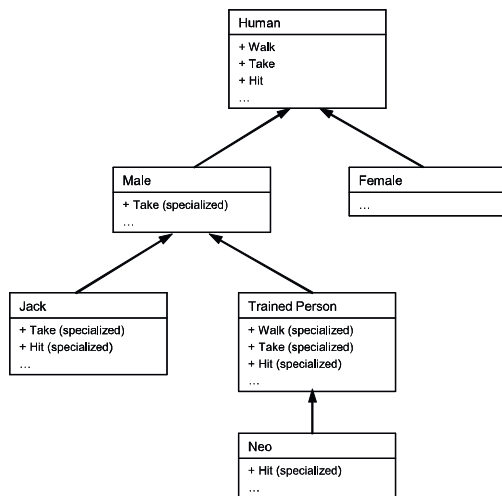 Human
+ Walk
+ Take
+ Hit
...
Male
+ Take (specialized)
...
Female
...
Jack
+ Take (specialized)
+ Hit (specialized)
...
Trained Person
+ Walk (specialized)
+ Take (specialized)
+ Hit (specialized)
...
Neo
+ Hit (specialized)
...